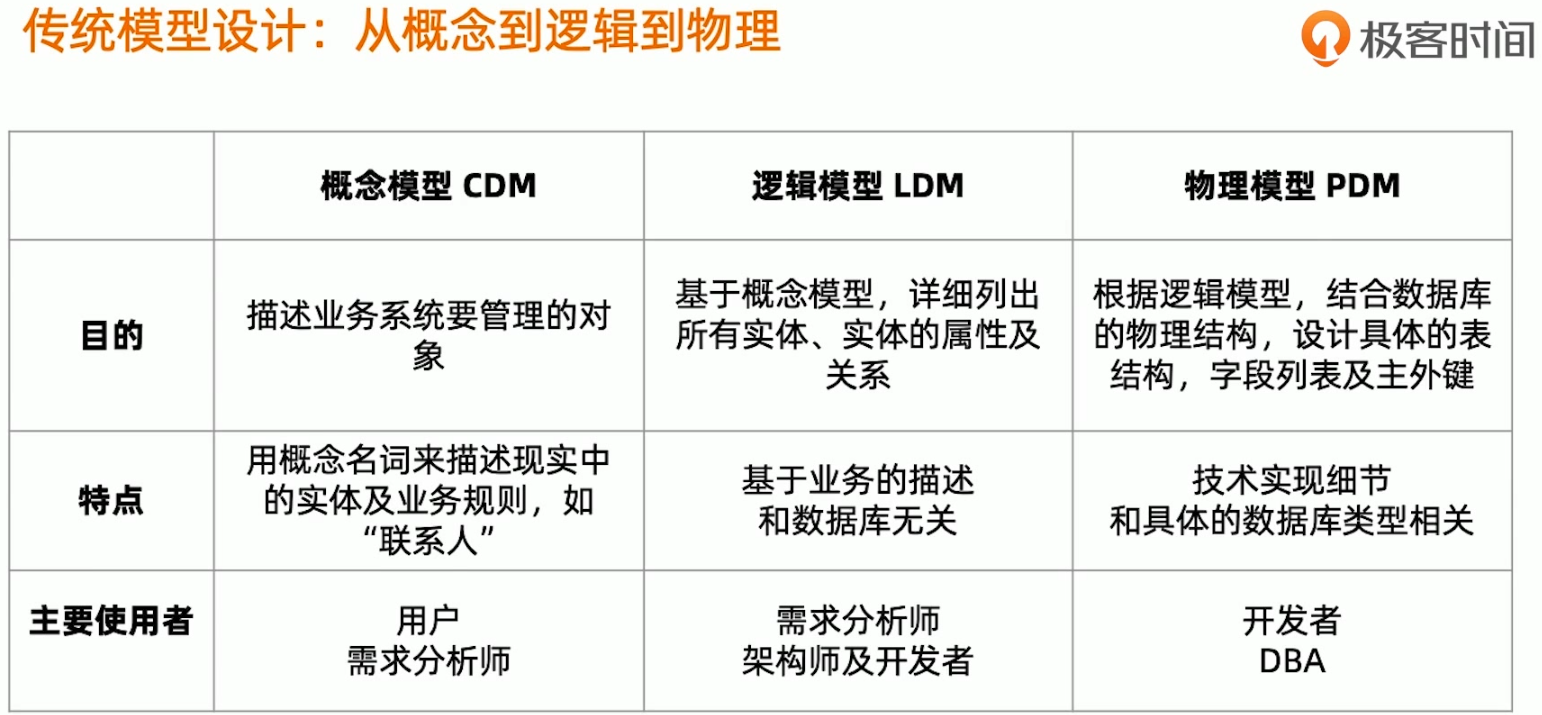 传统模型设计：从概念到逻辑到物理
极客时间
概念模型 CDM
逻辑模型 LDM
物理模型 PDM
目的
描述业务系统要管理的对
象
基于概念模型，详细列出
所有实体、实体的属性及
关系
根据逻辑模型，结合数据库
的物理结构，设计具体的表
结构，字段列表及主外键
特点
用概念名词来描述现实中
的实体及业务规则，如
“联系人”
基于业务的描述
和数据库无关
技术实现细节
和具体的数据库类型相关
主要使用者
用户
需求分析师
需求分析师
架构师及开发者
开发者
DBA